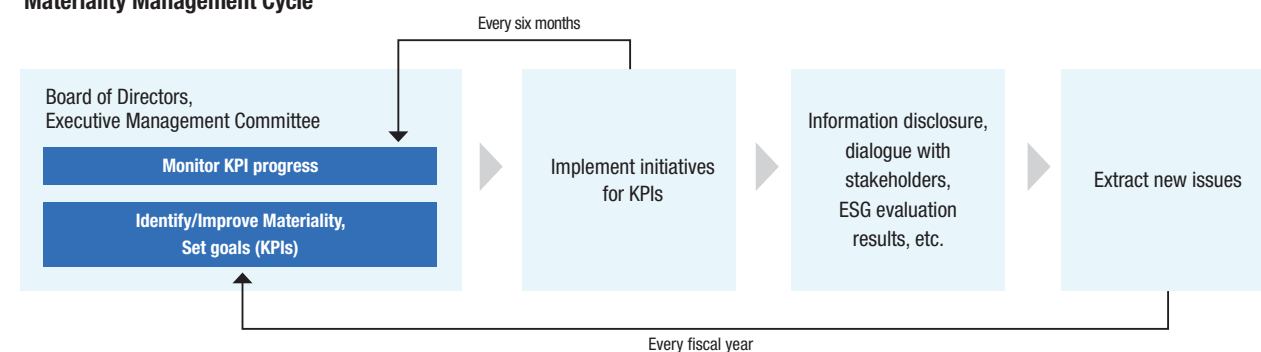 Materiality Management Cycle
Every six months
Board of Directors,
Executive Management Committee
Monitor KPI progress
Identify/Improve Materiality,
Set goals (KPIs)
Implement initiatives
for KPIs
Information disclosure,
dialogue with
stakeholders,
ESG evaluation
results, etc.
Extract new issues
Every fiscal year